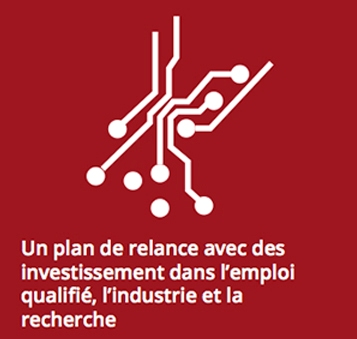 Un plan de relance avec des
investissement dans l’emploi
qualifié, l’industrie et la
recherche